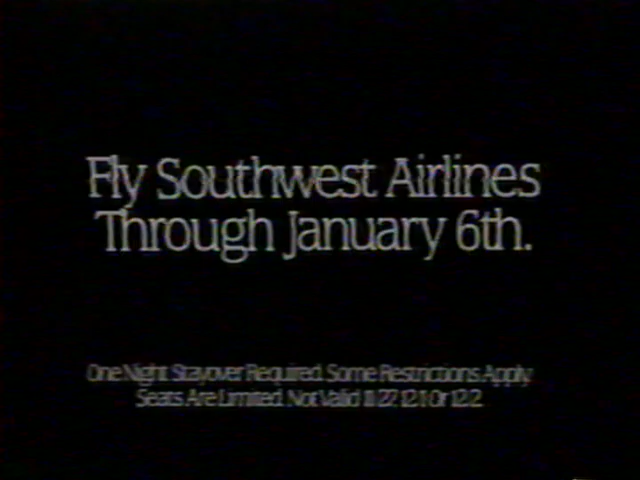 Fly Southwest Airlines
Through January 6th.
One Night Stayover Required. Some Restrictions Apply.
Seats Are Limited. Not Valid 11/27, 12/1 Or 12/2.